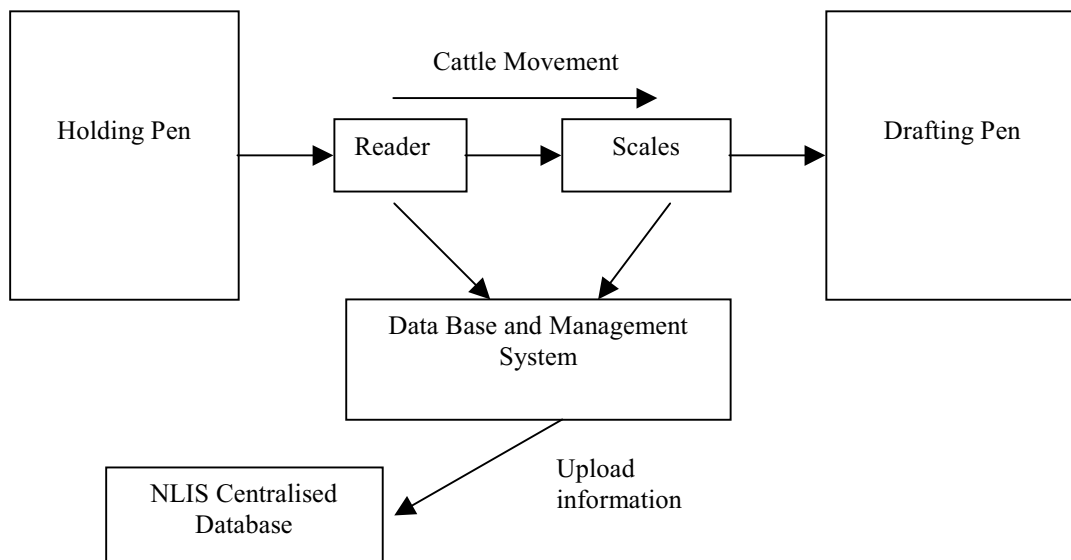 Cattle Movement
Holding Pen
Reader
Scales
Drafting Pen
Data Base and Management
System
Upload
information
NLIS Centralised
Database